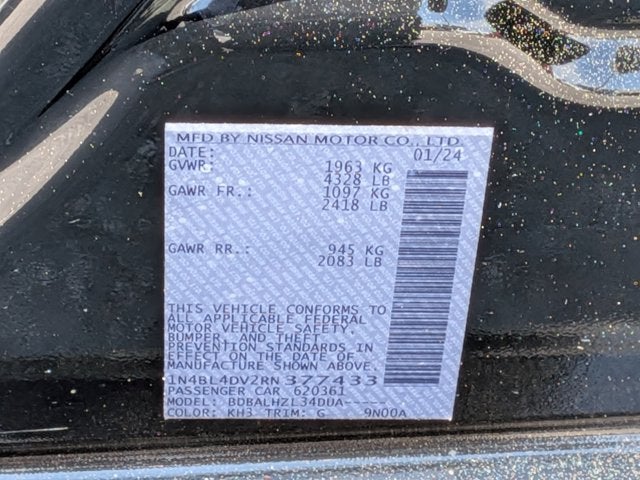 MFD BY NISSAN MOTOR CO., LTD.
DATE: 01/24
GVWR: 1963 KG
4328 LB
GAWR FR.: 1097 KG
2418 LB
GAWR RR.: 945 KG
2083 LB
THIS VEHICLE CONFORMS TO
ALL APPLICABLE FEDERAL
MOTOR VEHICLE SAFETY,
BUMPER, AND THEFT
PREVENTION STANDARDS IN
EFFECT ON THE DATE OF
MANUFACTURE SHOWN ABOVE.
1N4BL4DV2RN377433
PASSENGER CAR 620361
MODEL: BDBALHZL34DUA-----
COLOR: KH3 TRIM: G 9N00A